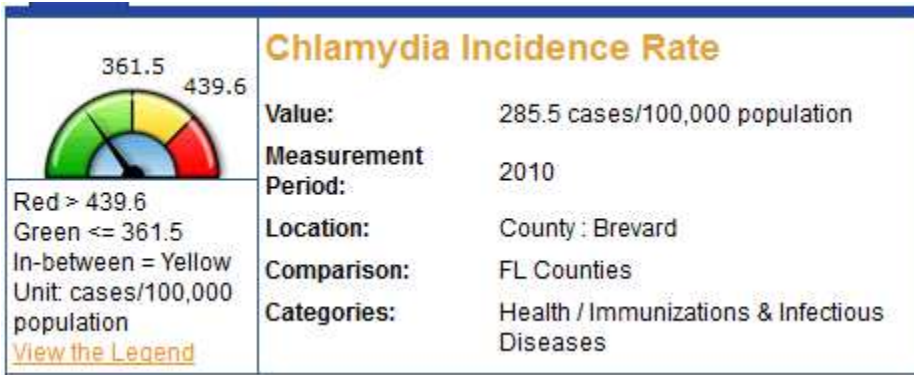 361.5
439.6
Red > 439.6
Green <= 361.5
In-between = Yellow
Unit: cases/100,000
population
View the Legend
Chlamydia Incidence Rate
Value: 285.5 cases/100,000 population
Measurement
Period: 2010
Location: County : Brevard
Comparison: FL Counties
Categories: Health / Immunizations & Infectious
Diseases